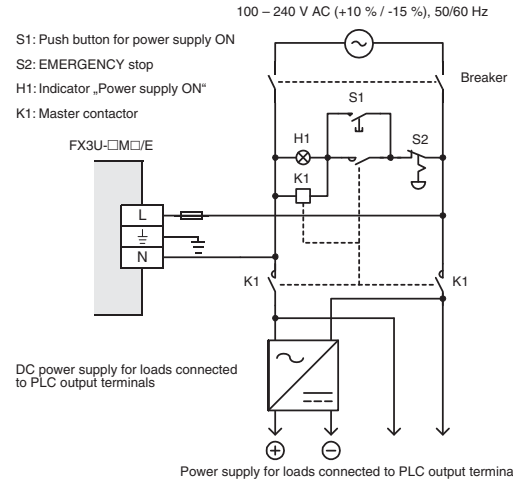 100 – 240 V AC (+10 % / -15 %), 50/60 Hz
S1: Push button for power supply ON
S2: EMERGENCY stop
H1: Indicator „Power supply ON“
K1: Master contactor
Breaker
S1
S2
H1
K1
FX3U-□M□/E
L
N
K1
K1
DC power supply for loads connected
to PLC output terminals
Power supply for loads connected to PLC output termina